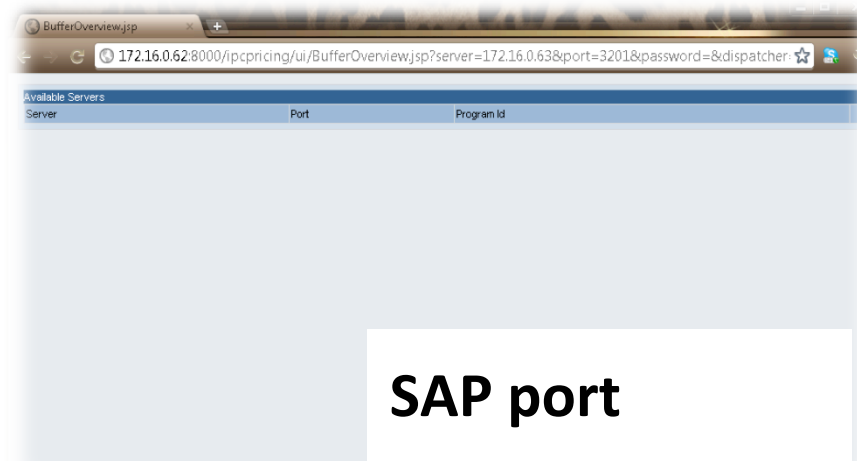 BufferOverview.jsp
172.16.0.62:8000/ipcpricing/ui/BufferOverview.jsp?server=172.16.0.63&port=3201&password=&dispatcher
Available Servers
Server Port Program Id
SAP port